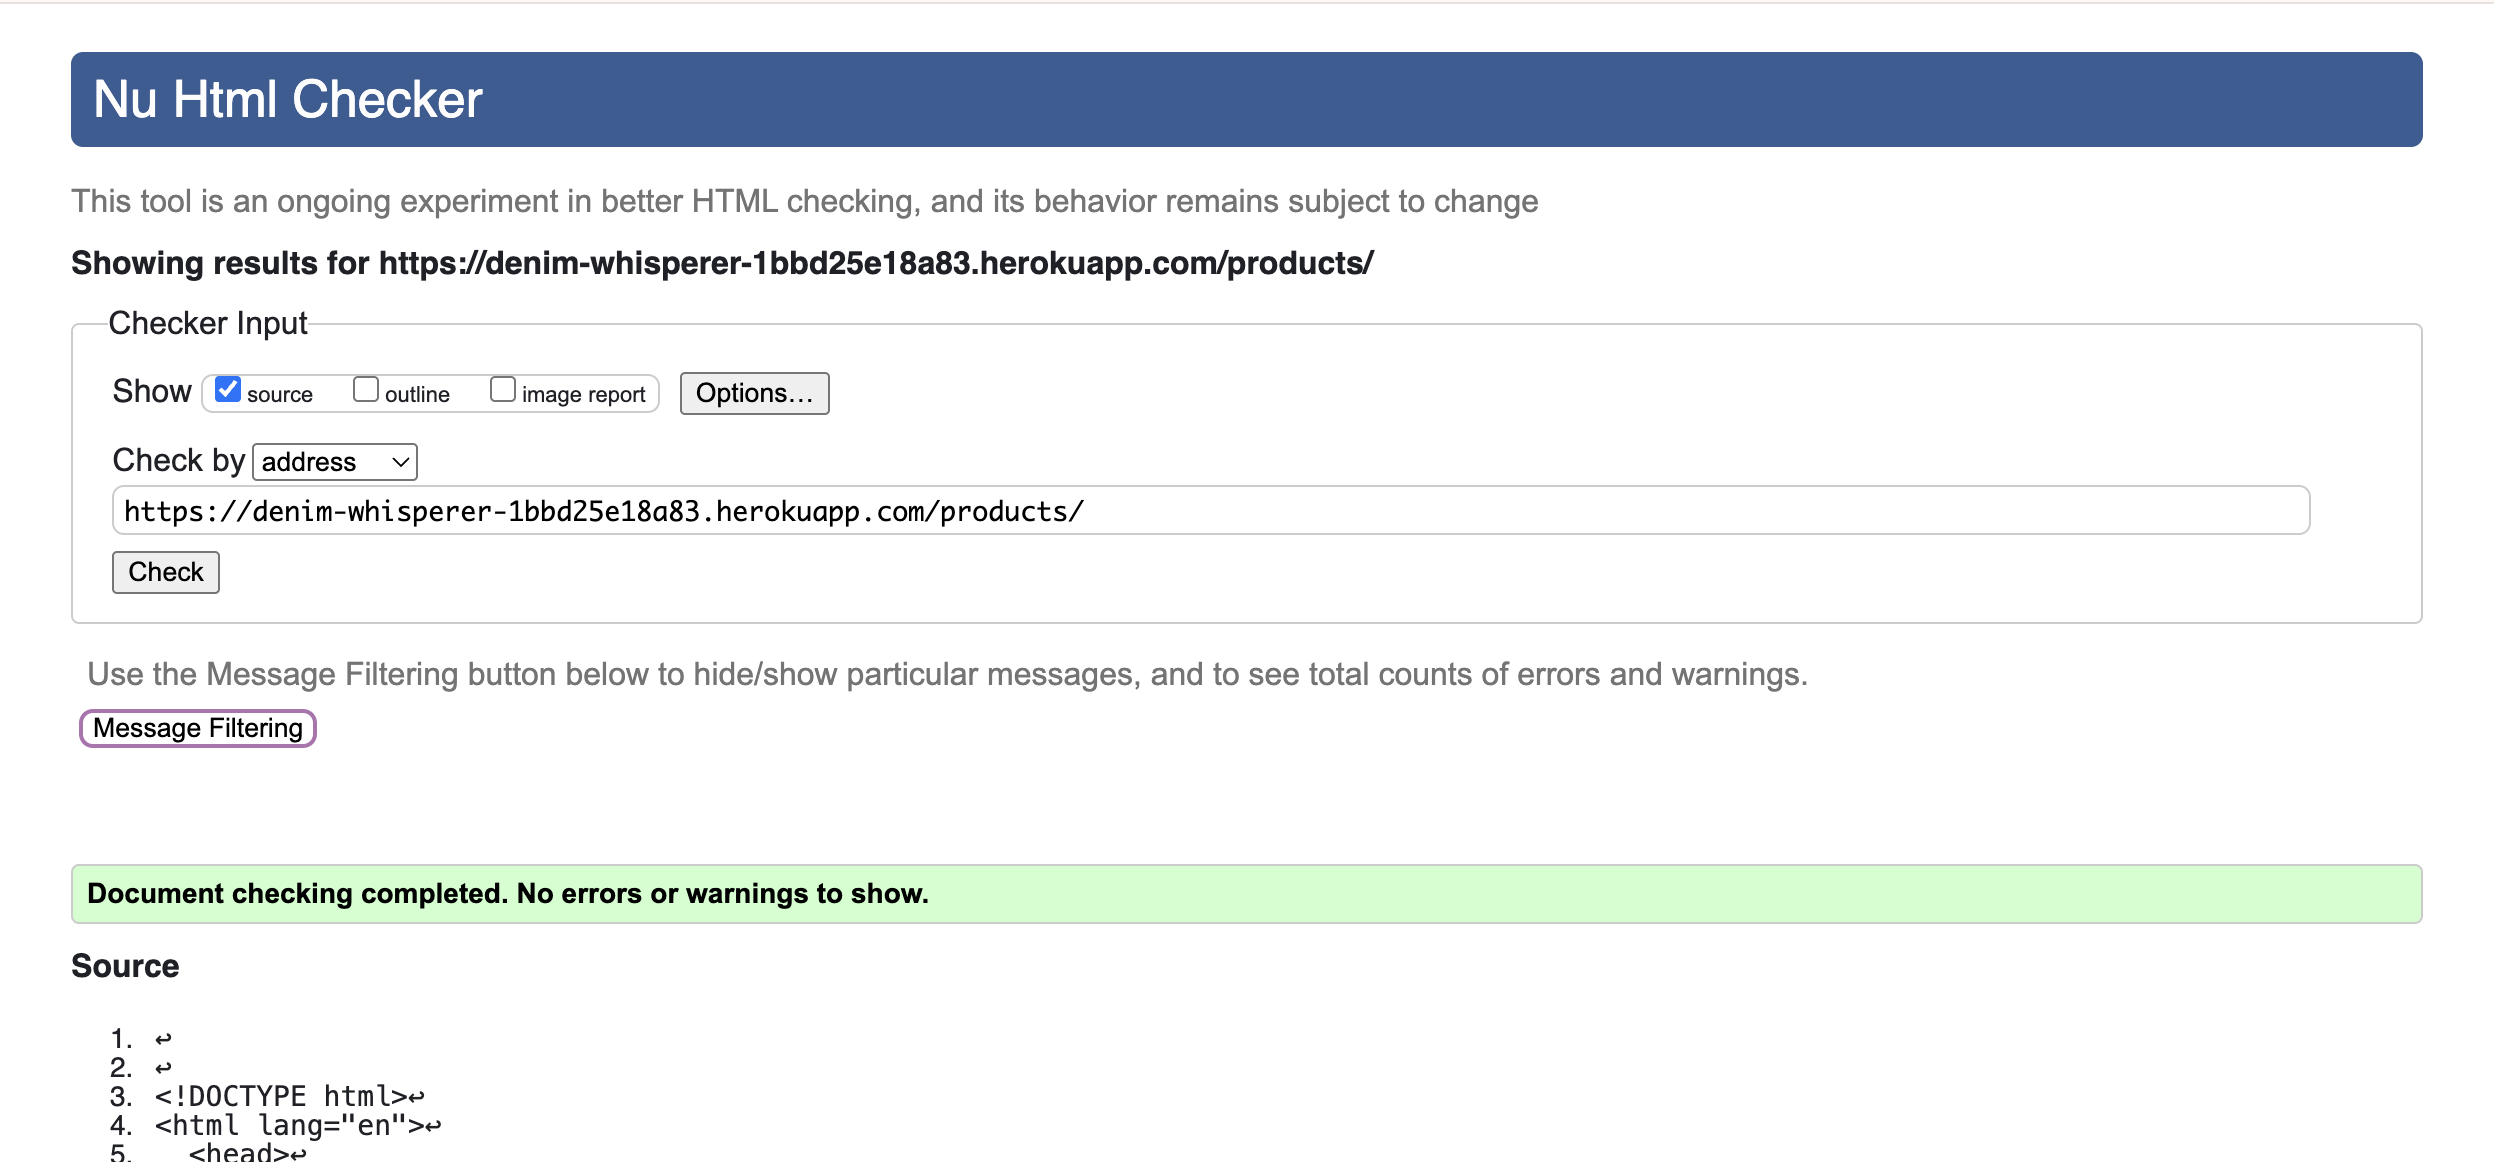 Nu Html Checker
This tool is an ongoing experiment in better HTML checking, and its behavior remains subject to change
Showing results for https://denim-whisperer-1bbd25e18a83.herokuapp.com/products/
Checker Input
Show source outline image report Options...
Check by address
https://denim-whisperer-1bbd25e18a83.herokuapp.com/products/
Check
Use the Message Filtering button below to hide/show particular messages, and to see total counts of errors and warnings.
Message Filtering
Document checking completed. No errors or warnings to show.
Source
1. ↩
2. ↩
3. <!DOCTYPE html>↩
4. <html lang="en">↩
5. <head>↩